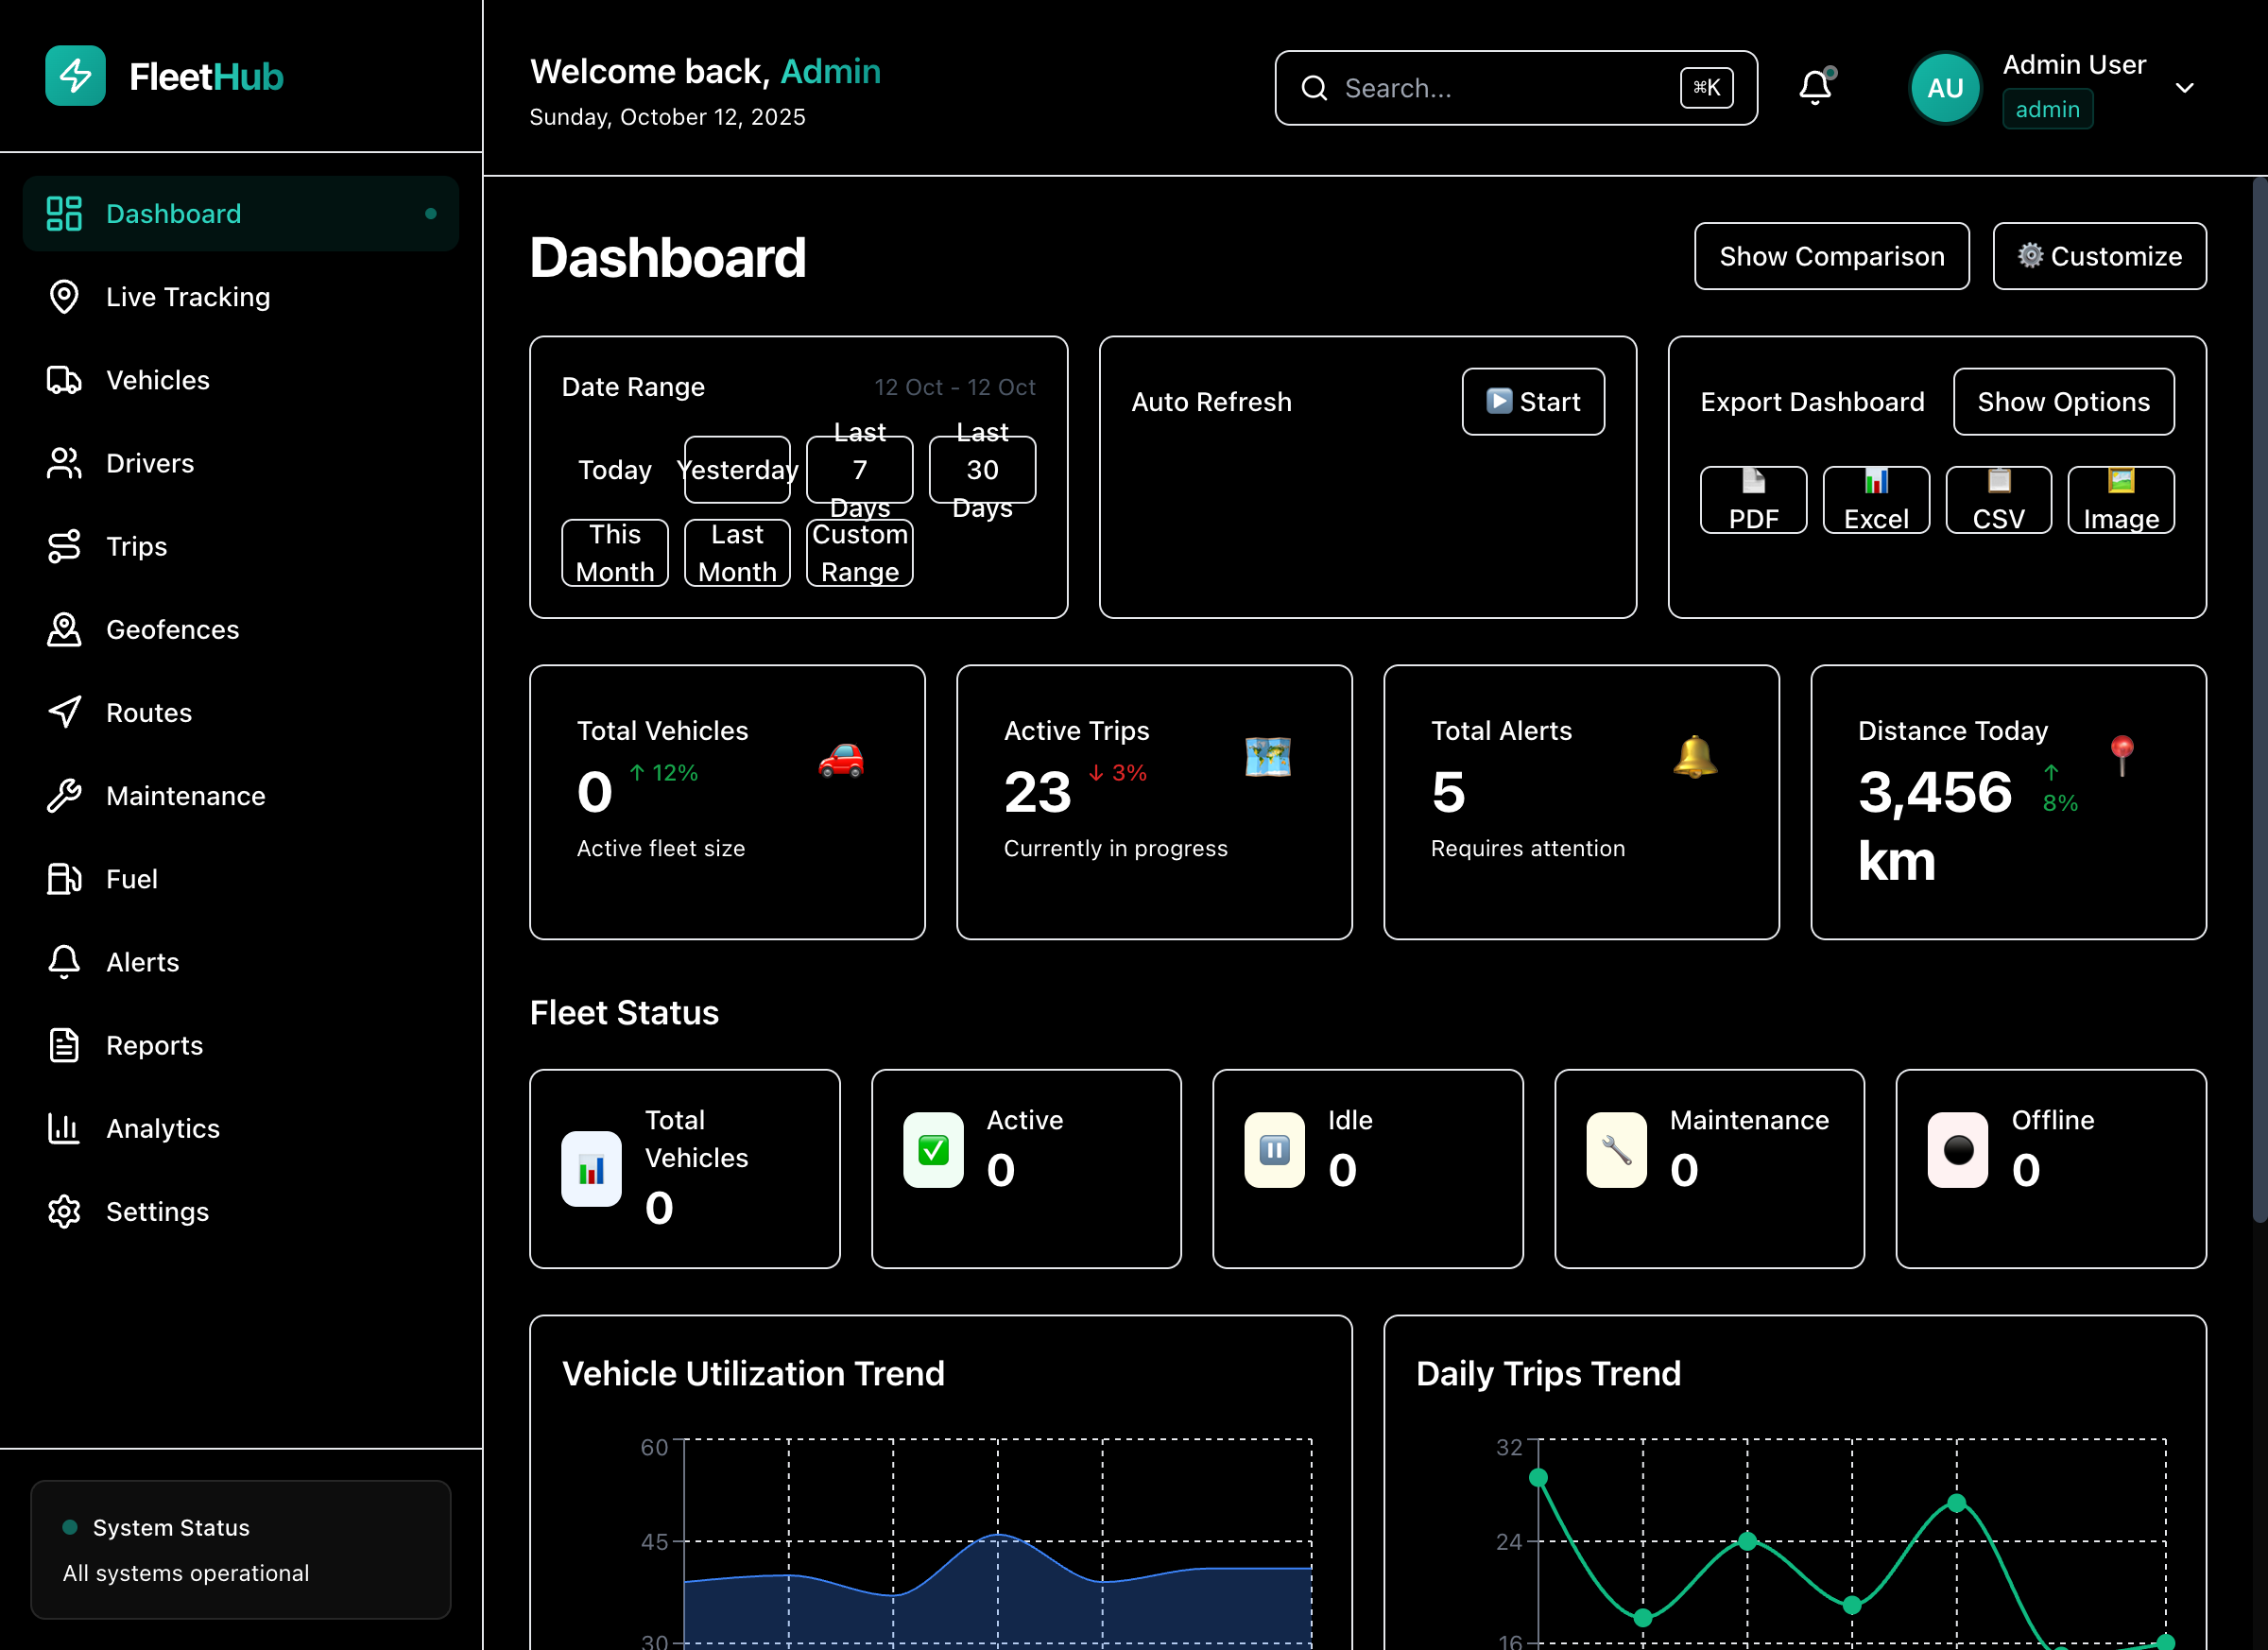 FleetHub
Dashboard
Live Tracking
Vehicles
Drivers
Trips
Geofences
Routes
Maintenance
Fuel
Alerts
Reports
Analytics
Settings
System Status
All systems operational
Welcome back, Admin
Sunday, October 12, 2025
Search...
⌘K
AU
Admin User
admin
Dashboard
Show Comparison
Customize
Date Range
12 Oct - 12 Oct
Today
Yesterday
Last
7
Days
Last
30
Days
This
Month
Last
Month
Custom
Range
Auto Refresh
Start
Export Dashboard
Show Options
PDF
Excel
CSV
Image
Total Vehicles
0 ↑ 12%
Active fleet size
Active Trips
23 ↓ 3%
Currently in progress
Total Alerts
5
Requires attention
Distance Today
3,456
km
↑
8%
Fleet Status
Total
Vehicles
0
Active
0
Idle
0
Maintenance
0
Offline
0
Vehicle Utilization Trend
60
45
30
Daily Trips Trend
32
24
16